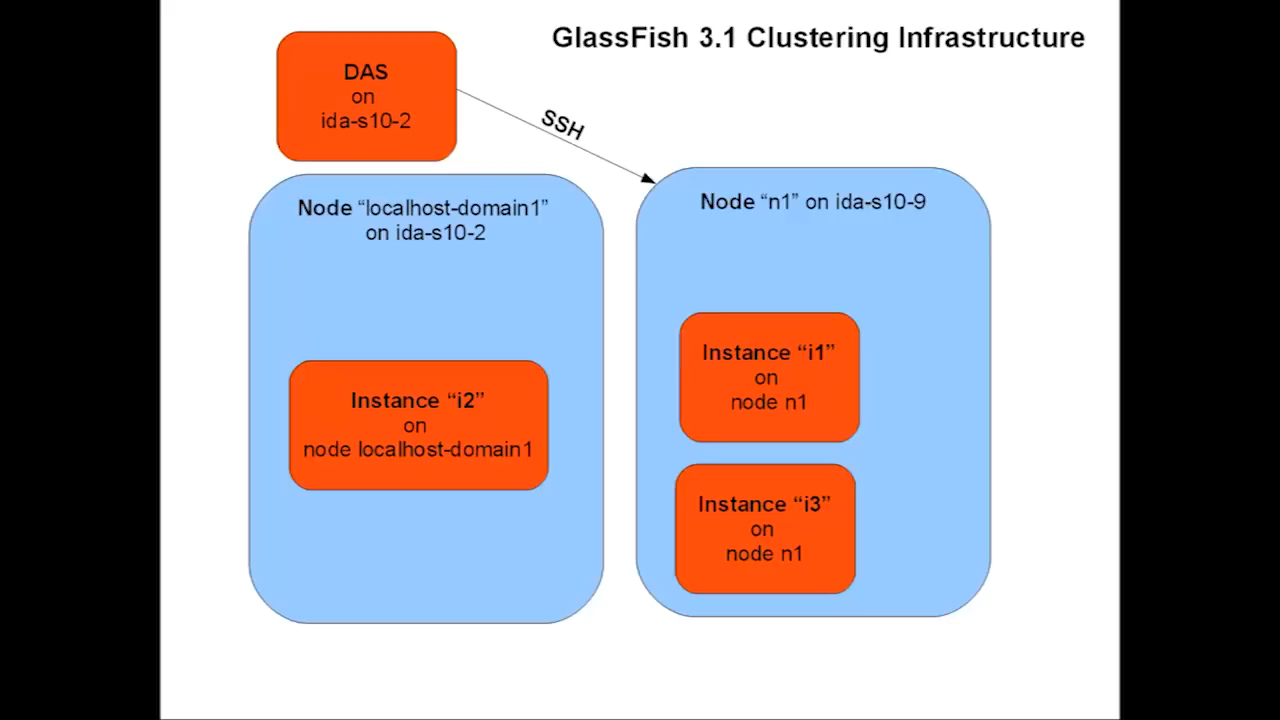 GlassFish 3.1 Clustering Infrastructure
DAS
on
ida-s10-2
SSH
Node “localhost-domain1”
on ida-s10-2
Instance “i2”
on
node localhost-domain1
Node “n1” on ida-s10-9
Instance “i1”
on
node n1
Instance “i3”
on
node n1